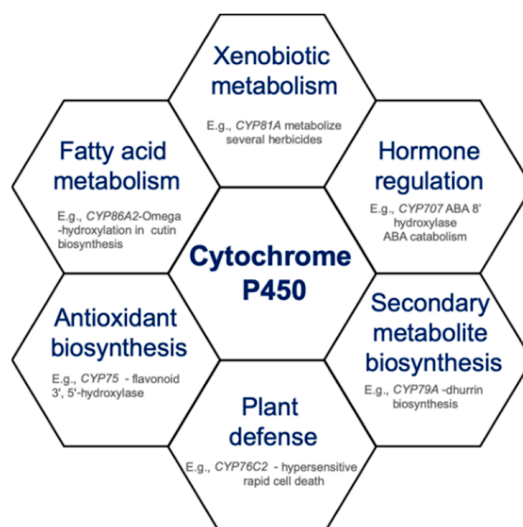 Xenobiotic
metabolism
E.g., CYP81A metabolize
several herbicides
Fatty acid
metabolism
E.g., CYP86A2-Omega
-hydroxylation in cutin
biosynthesis
Hormone
regulation
E.g., CYP707 ABA 8'
hydroxylase
ABA catabolism
Cytochrome
P450
Antioxidant
biosynthesis
E.g., CYP75 - flavonoid
3', 5'-hydroxylase
Secondary
metabolite
biosynthesis
E.g., CYP79A -dhurrin
biosynthesis
Plant
defense
E.g., CYP76C2 - hypersensitive
rapid cell death